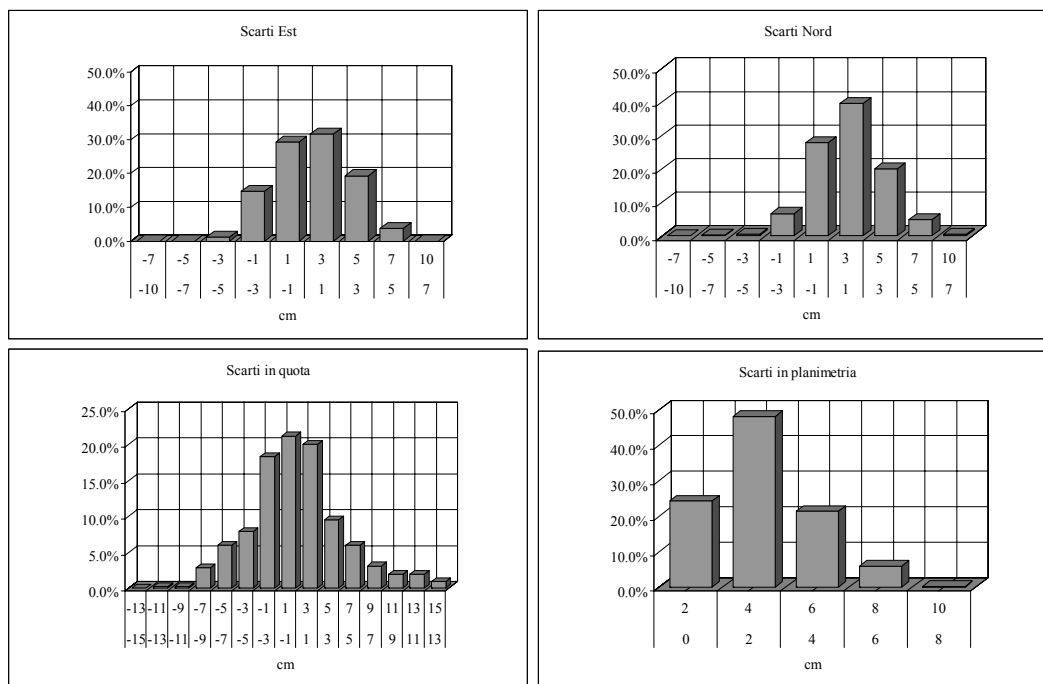 Scarti Est
50.0%
40.0%
30.0%
20.0%
10.0%
0.0%
-7 -5 -3 -1 1 3 5 7 10
-10 -7 -5 -3 -1 1 3 5 7
cm
Scarti Nord
50.0%
40.0%
30.0%
20.0%
10.0%
0.0%
-7 -5 -3 -1 1 3 5 7 10
-10 -7 -5 -3 -1 1 3 5 7
cm
Scarti in quota
25.0%
20.0%
15.0%
10.0%
5.0%
0.0%
-13 -11 -9 -7 -5 -3 -1 1 3 5 7 9 11 13 15
-15 -13 -11 -9 -7 -5 -3 -1 1 3 5 7 9 11 13
cm
Scarti in planimetria
50.0%
40.0%
30.0%
20.0%
10.0%
0.0%
2 4 6 8 10
0 2 4 6 8
cm